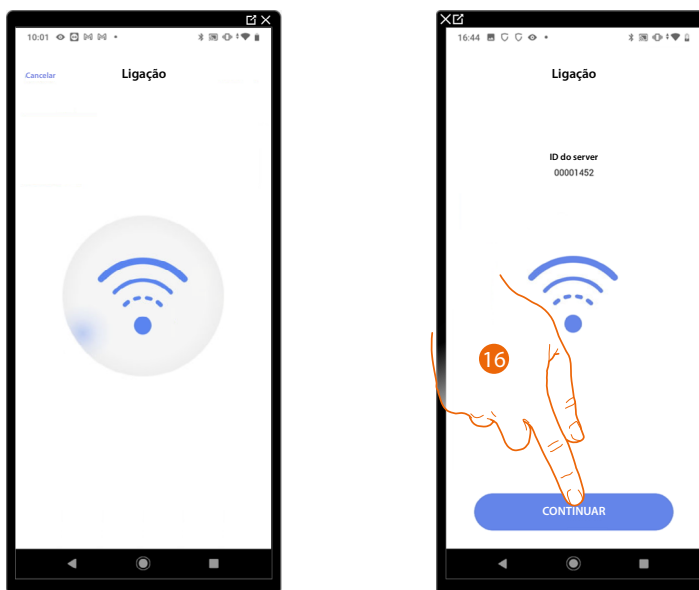 10:01
Cancelar
Ligação
16:44
Ligação
ID do server
00001452
16
CONTINUAR